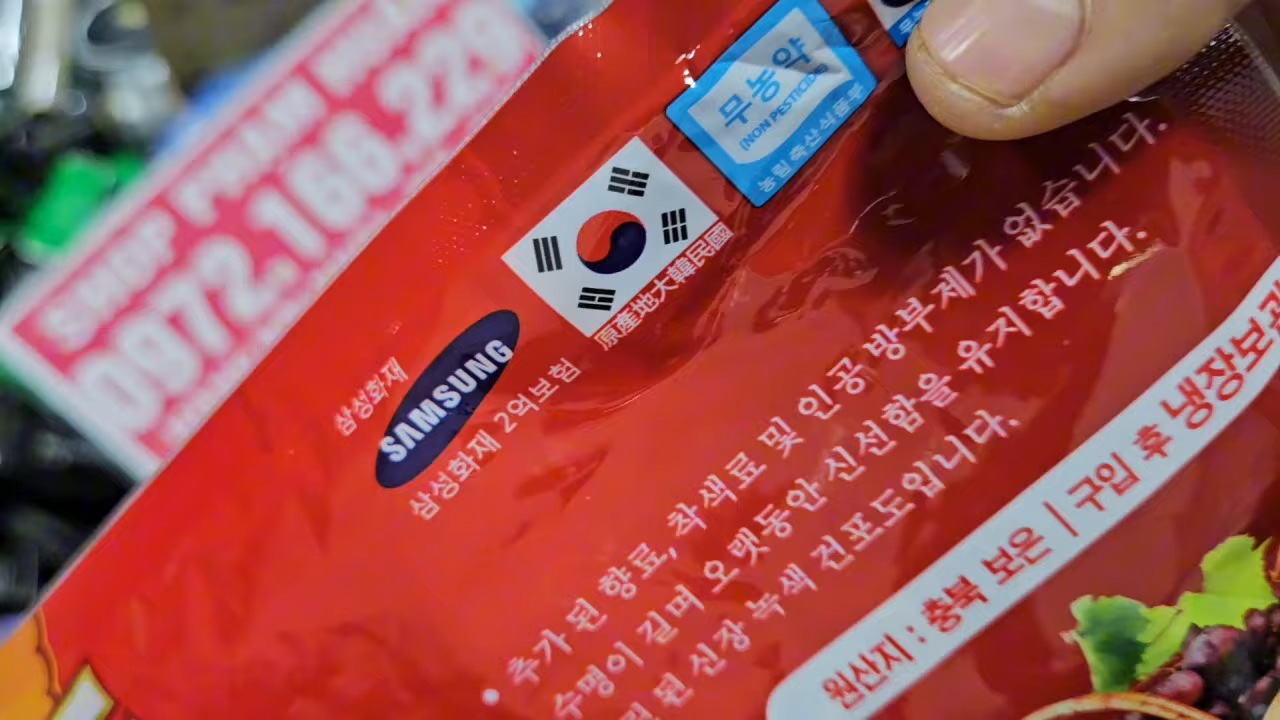 SHOP PHAN NGA
0972.166.229
무농약
(NON PESTICIDE)
농림축산식품부
原產地大韓民國
삼성화재
SAMSUNG
삼성화재 2억보험
• 추가 된 향료, 착색료 및 인공 방부제가 없습니다.
수명이 길며 오랫동안 신선함을 유지합니다.
된 신장 녹색 건포도입니다.
원산지 : 충북 보은 | 구입 후 냉장보관